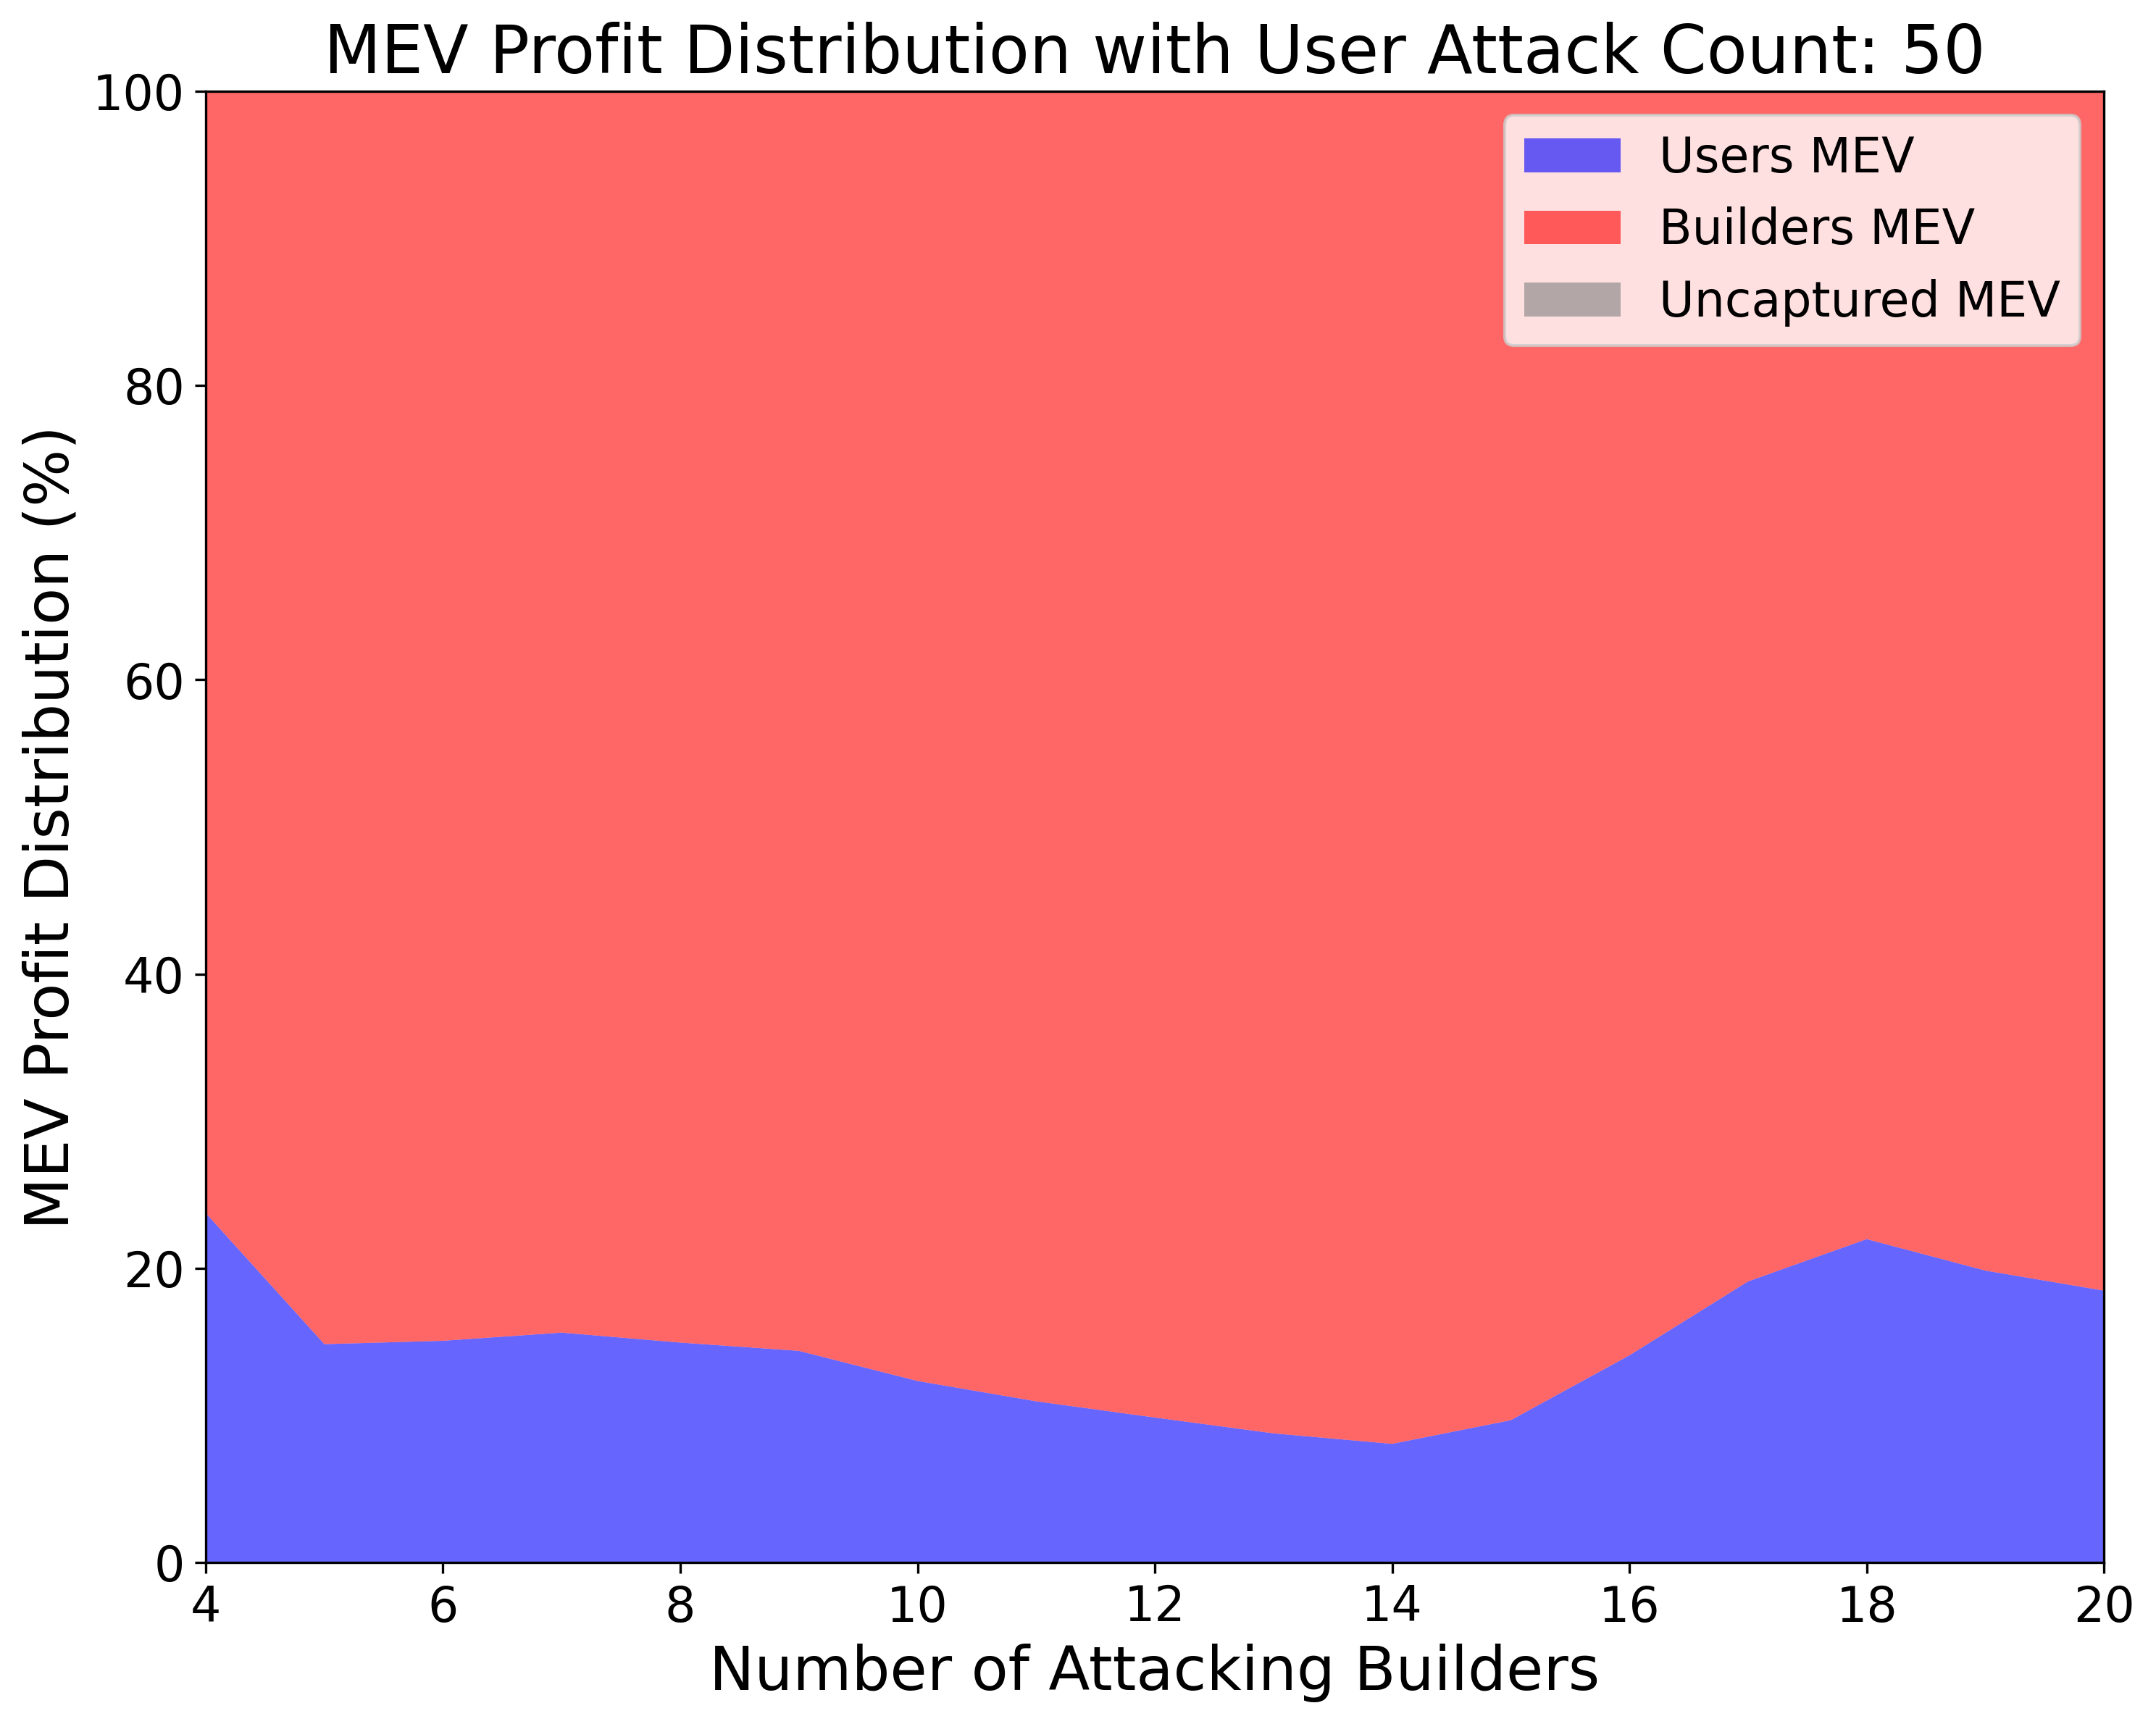 MEV Profit Distribution with User Attack Count: 50
100
80
60
40
20
0
MEV Profit Distribution (%)
Users MEV
Builders MEV
Uncaptured MEV
4 6 8 10 12 14 16 18 20
Number of Attacking Builders